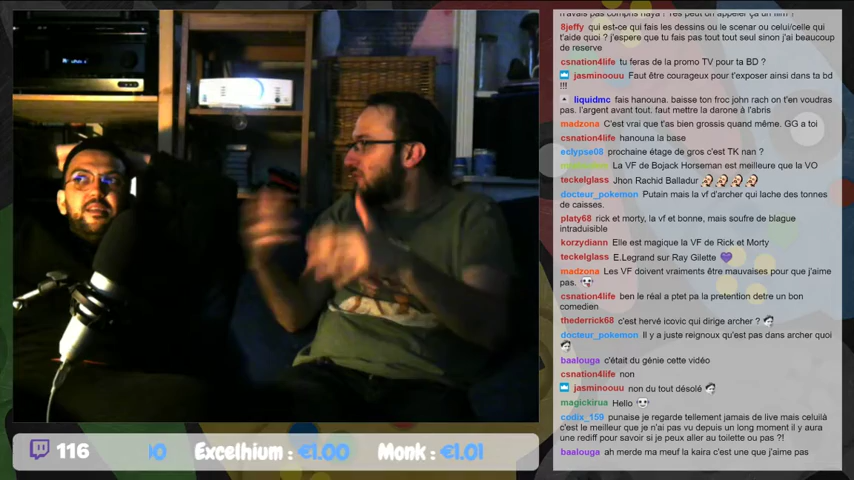 8jeffy qui est-ce qui fais les dessins ou le scenar ou celui/celle qui
t'aide quoi ? j'espere que tu fais pas tout tout seul sinon j'ai beaucoup
de reserve
csnation4life tu feras de la promo TV pour ta BD ?
jasminoouu Faut être courageux pour t'exposer ainsi dans ta bd
!!!
liquidmc fais hanouna. baisse ton froc john rach on t'en voudras
pas. l'argent avant tout. faut mettre la darone à l'abris
madzona C'est vrai que t'as bien grossis quand même. GG a toi
csnation4life hanouna la base
eclypse08 prochaine étage de gros c'est TK nan ?
La VF de Bojack Horseman est meilleure que la VO
teckelglass Jhon Rachid Balladur
docteur_pokemon Putain mais la vf d'archer qui lache des tonnes
de caisses.
platy68 rick et morty, la vf et bonne, mais soufre de blague
intraduisible
korzydiann Elle est magique la VF de Rick et Morty
teckelglass E.Legrand sur Ray Gilette
madzona Les VF doivent vraiments être mauvaises pour que j'aime
pas.
csnation4life ben le réal a ptet pa la pretention detre un bon
comedien
thederrick68 c'est hervé icovic qui dirige archer ?
docteur_pokemon Il y a juste reignoux qu'est pas dans archer quoi
baalouga c'était du génie cette vidéo
csnation4life non
jasminoouu non du tout désolé
magickirua Hello
codix_159 punaise je regarde tellement jamais de live mais celuilà
c'est le meilleur que je n'ai pas vu depuis un long moment il y aura
une rediff pour savoir si je peux aller au toilette ou pas ?!
baalouga ah merde ma meuf la kaira c'est une que j'aime pas
116 0 Excelhium : €1.00 Monk : €1.01